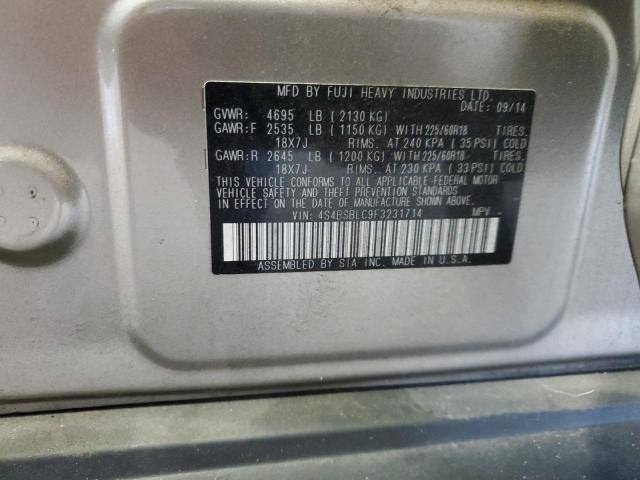 MFD BY FUJI HEAVY INDUSTRIES LTD.
DATE: 09/14
GVWR: 4695 LB ( 2130 KG)
GAWR:F 2535 LB ( 1150 KG) WITH 225/60R18 TIRES.
18X7J RIMS. AT 240 KPA ( 35 PSI) COLD
GAWR:R 2645 LB ( 1200 KG) WITH 225/60R18 TIRES.
18X7J RIMS. AT 230 KPA ( 33 PSI) COLD
THIS VEHICLE CONFORMS TO ALL APPLICABLE FEDERAL MOTOR
VEHICLE SAFETY AND THEFT PREVENTION STANDARDS
IN EFFECT ON THE DATE OF MANUFACTURE SHOWN ABOVE.
VIN: 4S4BSBLC9F3231714 MPV
ASSEMBLED BY SIA INC. MADE IN U.S.A.